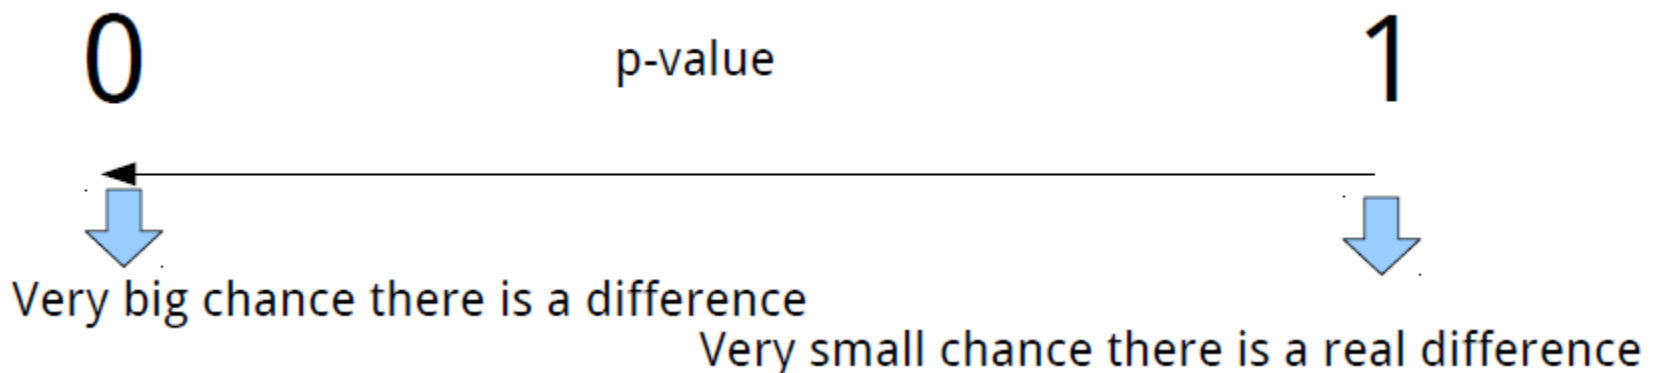 0 p-value 1
Very big chance there is a difference
Very small chance there is a real difference